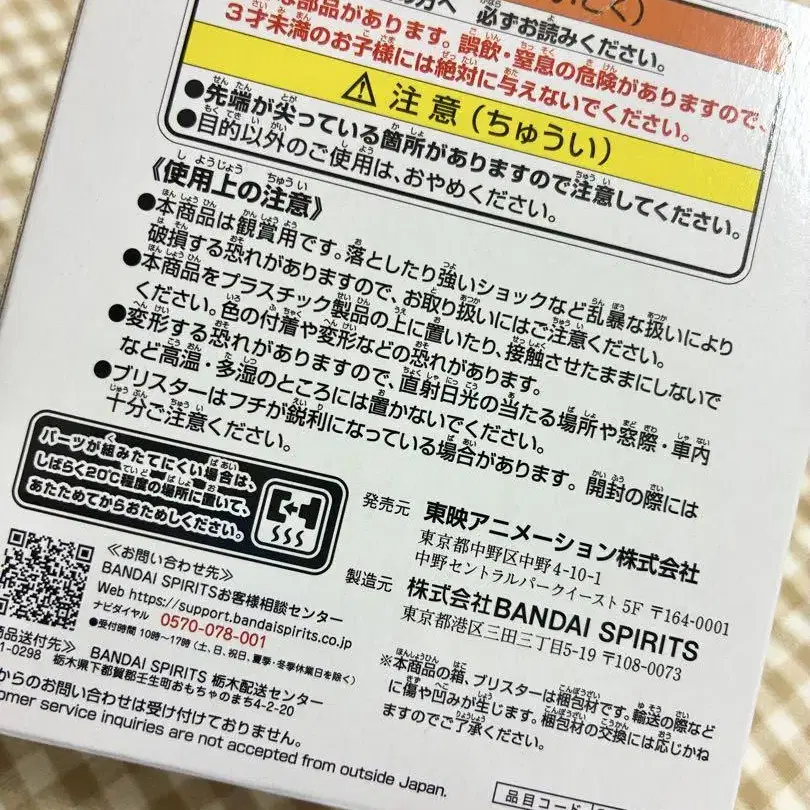 必ずお読みください。
部品があります。誤飲・窒息の危険がありますので、
3才未満のお子様には絶対に与えないでください。
⚠ 注意（ちゅうい）
●先端が尖っている箇所がありますので注意してください。
●目的以外のご使用は、おやめください。
《使用上の注意》
●本商品は観賞用です。落としたり強いショックなど乱暴な扱いにより
破損する恐れがありますので、お取り扱いにはご注意ください。
●本商品をプラスチック製品の上に置いたり、接触させたままにしないで
ください。色の付着や変形などの恐れがあります。
●変形する恐れがありますので、直射日光の当たる場所や窓際・車内
など高温・多湿のところには置かないでください。
●ブリスターはフチが鋭利になっている場合があります。開封の際には
十分ご注意ください。
パーツが組みたてにくい場合は、
しばらく20℃程度の場所に置いて、
あたためてからおためしください。
発売元 東映アニメーション株式会社
東京都中野区中野4-10-1
中野セントラルパークイースト 5F 〒164-0001
製造元 株式会社BANDAI SPIRITS
東京都港区三田三丁目5-19 〒108-0073
≪お問い合わせ先≫
BANDAI SPIRITSお客様相談センター
Web https://support.bandaispirits.co.jp
ナビダイヤル 0570-078-001
●受付時間 10時～17時（土、日、祝日、夏季・冬季休業日を除く）
商品送付先≫ BANDAI SPIRITS 栃木配送センター
1-0298 栃木県下都賀郡壬生町おもちゃのまち4-2-20
からのお問い合わせは受け付けておりません。
omer service inquiries are not accepted from outside Japan.
※本商品の箱、ブリスターは梱包材です。輸送の際など
に傷や凹みが生じます。梱包材の交換には応じかね
ますのでご了承ください。
品目コード